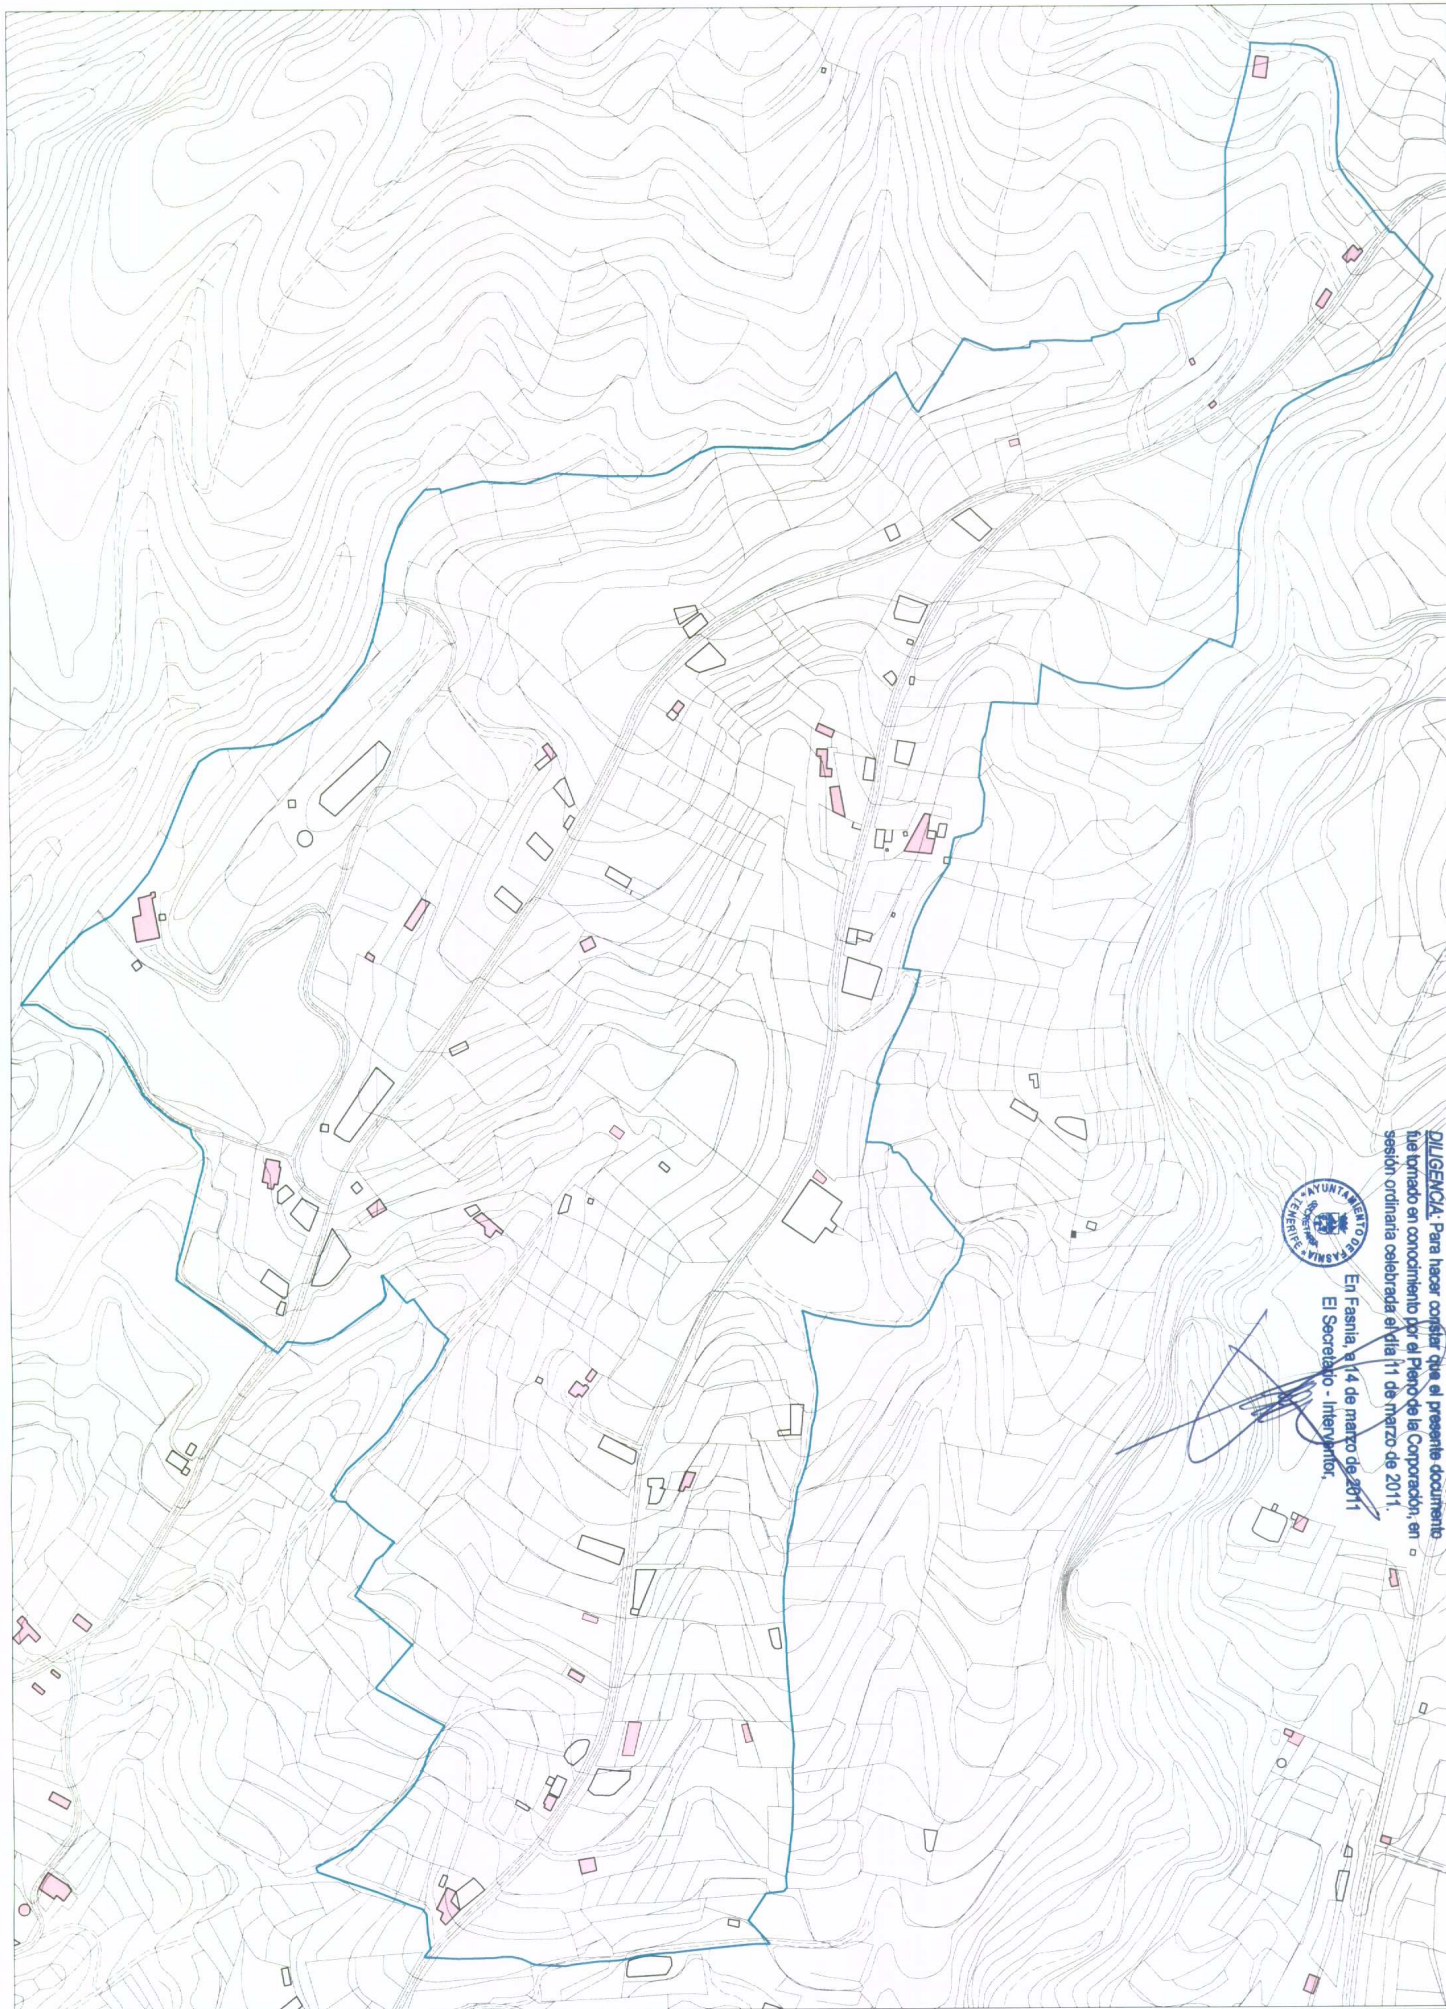 DILIGENCIA: Para hacer constar que el presente documento
fue tomado en conocimiento por el Pleno de la Corporación, en
sesión ordinaria celebrada el día 11 de marzo de 2011.
En Fasnia, a 14 de marzo de 2011
El Secretario - Interventor,
AYUNTAMIENTO DE FASNIA
TENERIFE
SECRETARIA